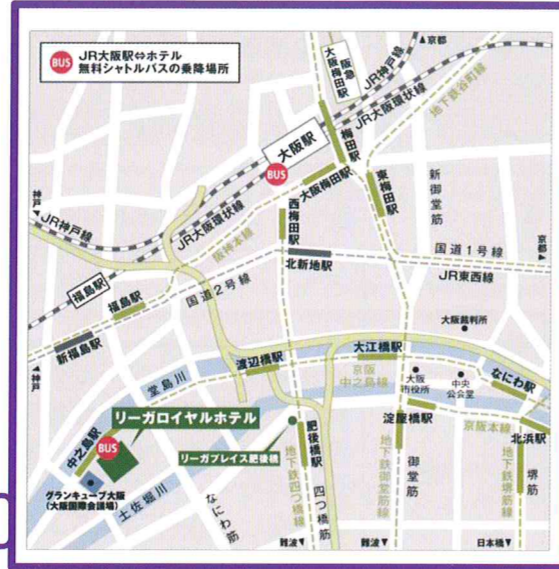 BUS
JR大阪駅⇔ホテル
無料シャトルバスの乗降場所
阪急
大阪梅田駅
▲京都
JR神戸線
JR大阪環状線
地下鉄谷町線
梅田駅
大阪駅
BUS
大阪梅田駅
東梅田駅
西梅田駅
新御堂筋
神戸
JR神戸線
JR大阪環状線
阪神本線
京都▲
国道1号線
北新地駅
JR東西線
福島駅
福島駅
国道2号線
新福島駅
大阪裁判所
神戸
堂島川
渡辺橋駅
大江橋駅
京阪
中之島線
大阪
市役所
中央
公会堂
なにわ駅
リーガロイヤルホテル
中之島駅
BUS
淀屋橋駅
京阪本線
北浜駅
リーガプレイス肥後橋
肥後橋駅
グランキューブ大阪
(大阪国際会議場)
土佐堀川
なにわ筋
地下鉄四つ橋線
四つ橋筋
地下鉄御堂筋線
御堂筋
地下鉄堺筋線
堺筋
難波▼
難波▼
日本橋▼